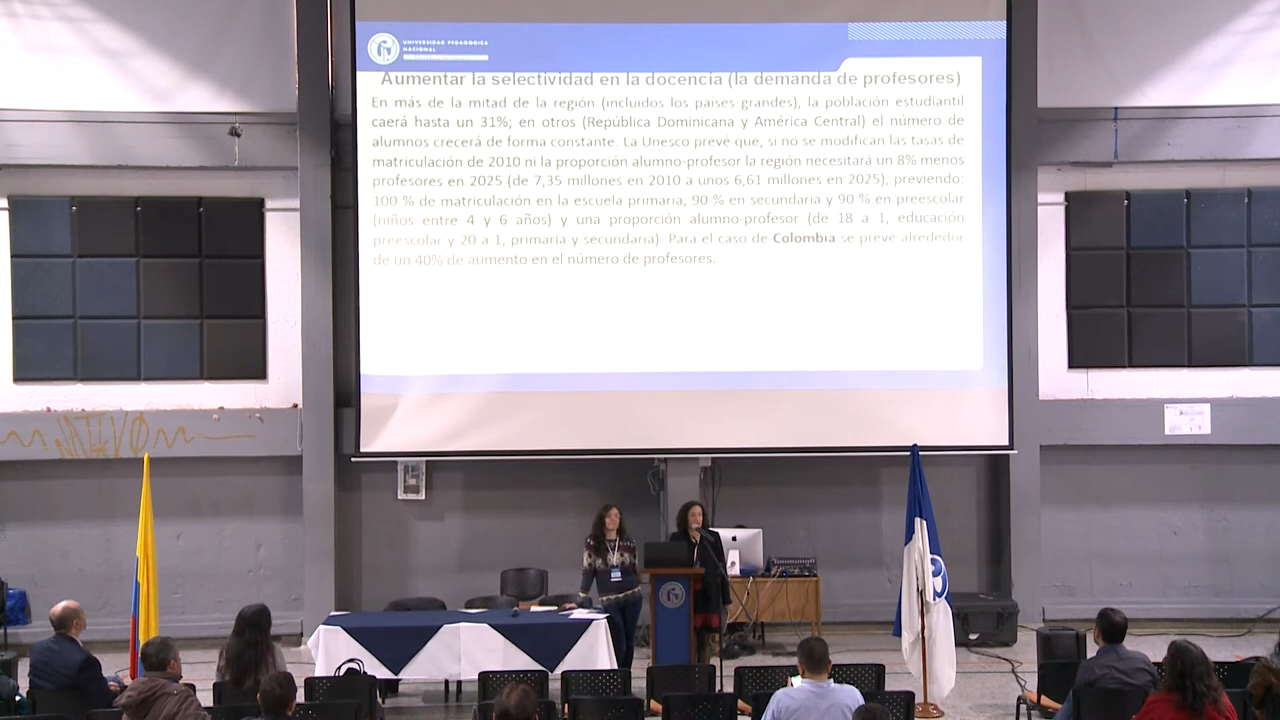 UNIVERSIDAD PEDAGOGICA
NACIONAL
Aumentar la selectividad en la docencia (la demanda de profesores)
En más de la mitad de la región (incluidos los países grandes), la población estudiantil
caerá hasta un 31%; en otros (República Dominicana y América Central) el número de
alumnos crecerá de forma constante. La Unesco prevé que, si no se modifican las tasas de
matriculación de 2010 ni la proporción alumno-profesor la región necesitará un 8% menos
profesores en 2025 (de 7,35 millones en 2010 a unos 6,61 millones en 2025), previendo:
100 % de matriculación en la escuela primaria, 90 % en secundaria y 90 % en preescolar
(niños entre 4 y 6 años) y una proporción alumno-profesor (de 18 a 1, educación
preescolar y 20 a 1, primaria y secundaria). Para el caso de Colombia se prevé alrededor
de un 40% de aumento en el número de profesores.
NATIVO